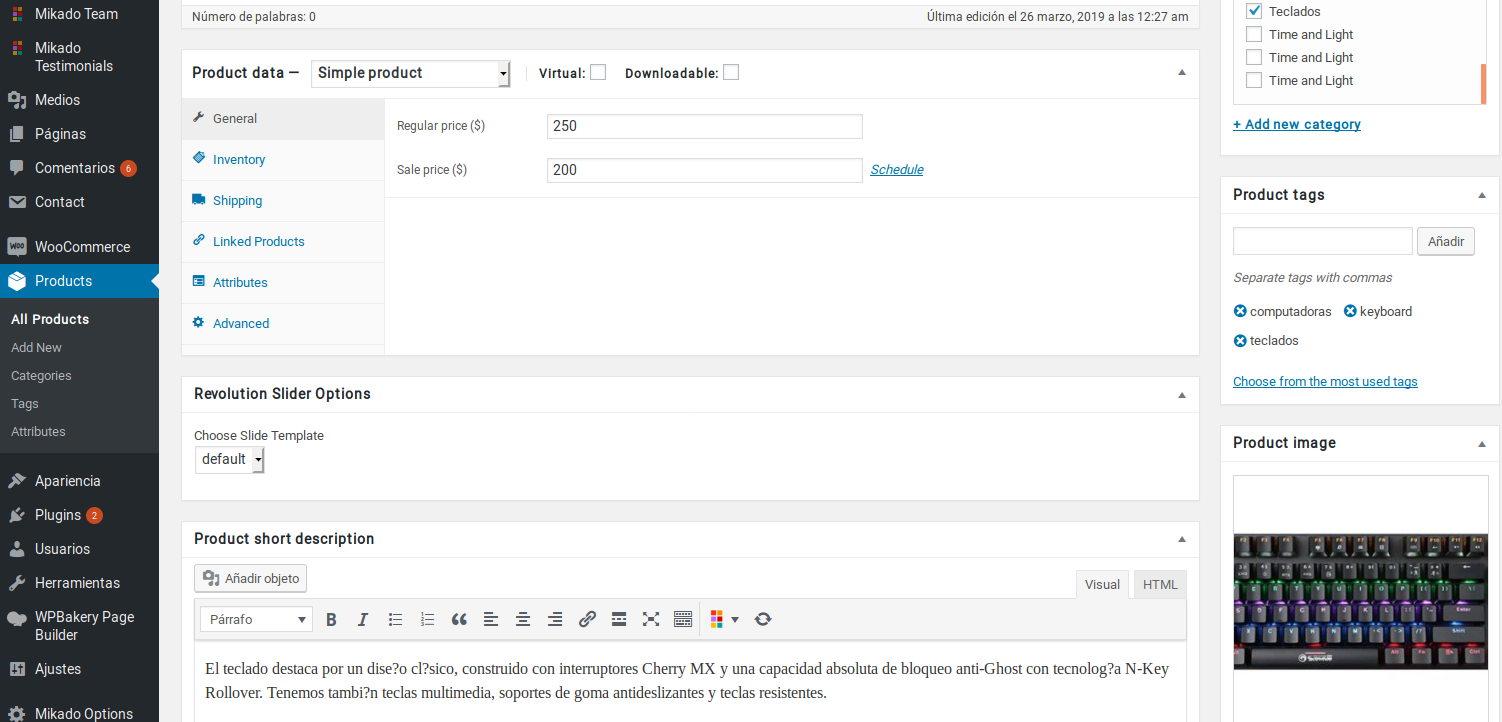 Mikado Team
Mikado
Testimonials
Medios
Páginas
Comentarios 6
Contact
WooCommerce
Products
All Products
Add New
Categories
Tags
Attributes
Apariencia
Plugins 2
Usuarios
Herramientas
WPBakery Page
Builder
Ajustes
Mikado Options
Número de palabras: 0
Última edición el 26 marzo, 2019 a las 12:27 am
Product data — Simple product Virtual: Downloadable:
General
Inventory
Shipping
Linked Products
Attributes
Advanced
Regular price ($) 250
Sale price ($) 200 Schedule
Revolution Slider Options
Choose Slide Template
default
Product short description
Añadir objeto
Visual HTML
Párrafo
El teclado destaca por un dise?o cl?sico, construido con interruptores Cherry MX y una capacidad absoluta de bloqueo anti-Ghost con tecnolog?a N-Key
Rollover. Tenemos tambi?n teclas multimedia, soportes de goma antideslizantes y teclas resistentes.
Teclados
Time and Light
Time and Light
Time and Light
+ Add new category
Product tags
Añadir
Separate tags with commas
computadoras keyboard
teclados
Choose from the most used tags
Product image